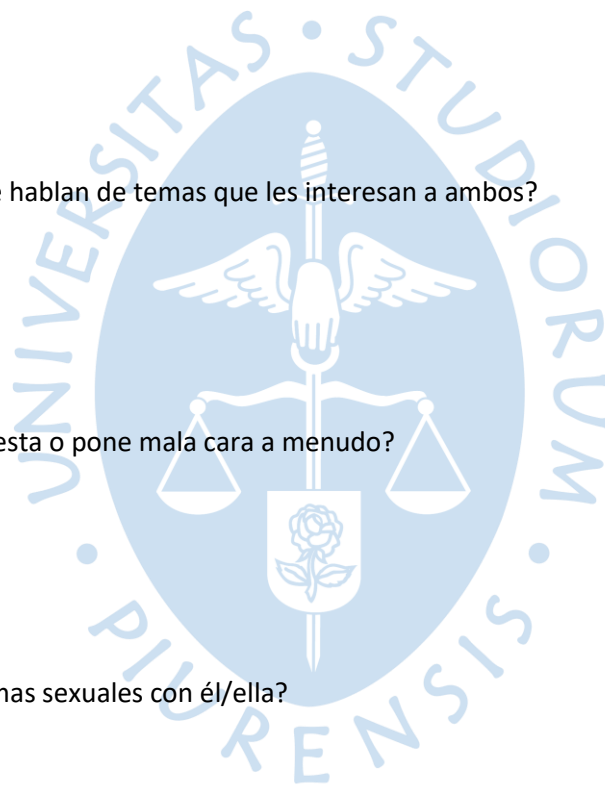 UNIVERSITAS • STUDIORUM • PIURENSIS •
e hablan de temas que les interesan a ambos?
esta o pone mala cara a menudo?
mas sexuales con él/ella?